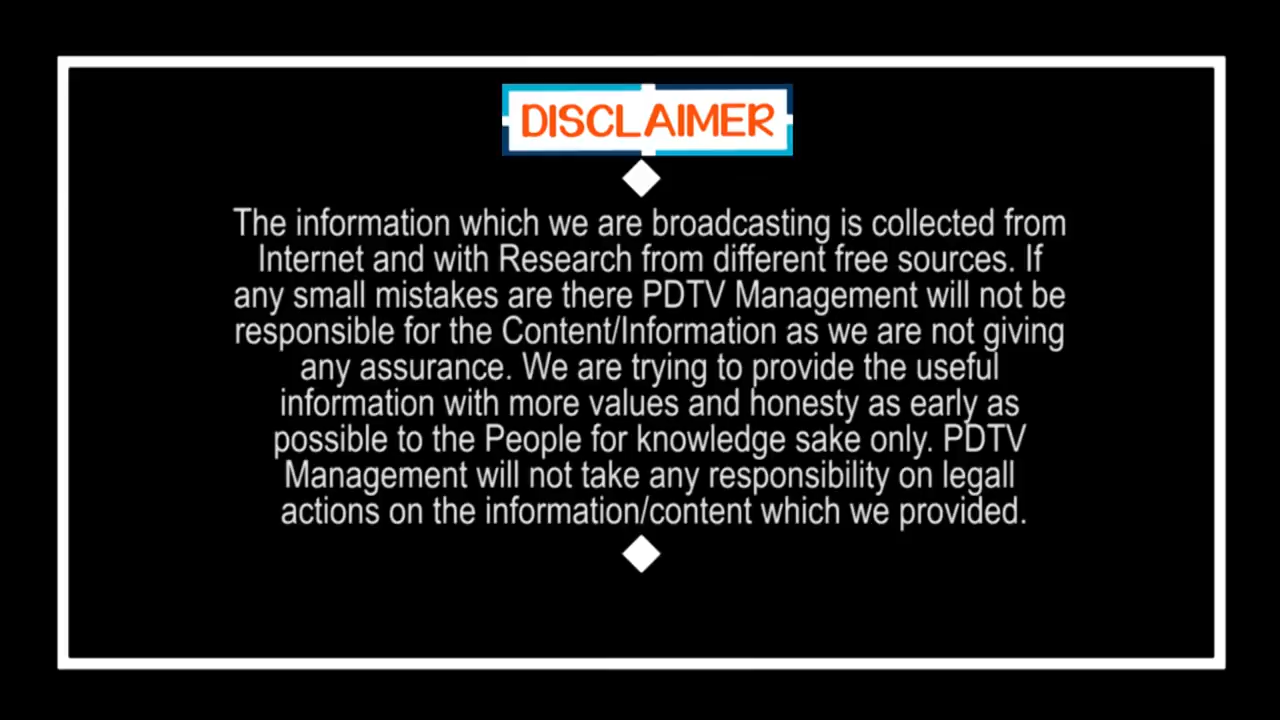 DISCLAIMER
The information which we are broadcasting is collected from
Internet and with Research from different free sources. If
any small mistakes are there PDTV Management will not be
responsible for the Content/Information as we are not giving
any assurance. We are trying to provide the useful
information with more values and honesty as early as
possible to the People for knowledge sake only. PDTV
Management will not take any responsibility on legall
actions on the information/content which we provided.